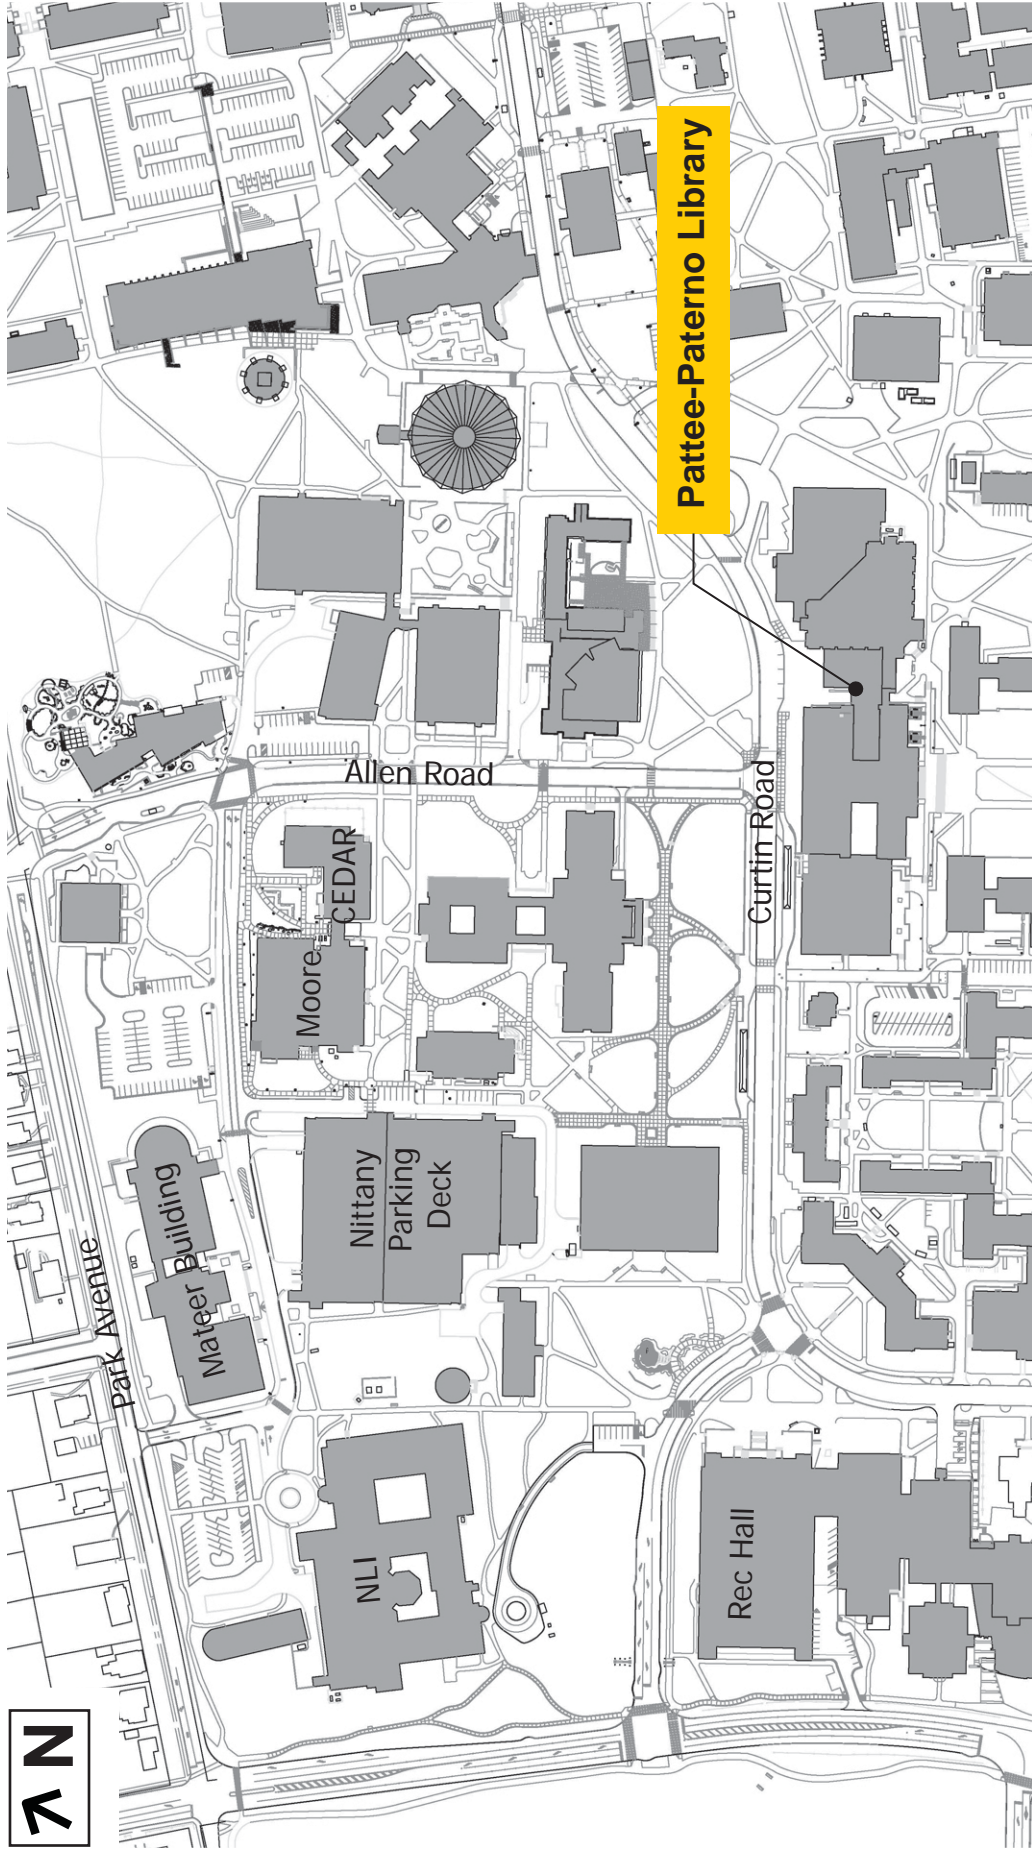 Pattee-Paterno Library
Allen Road
CEDAR
Curtin Road
Moore
Nittany
Parking
Deck
Mateer Building
Park Avenue
NLI
Rec Hall
N